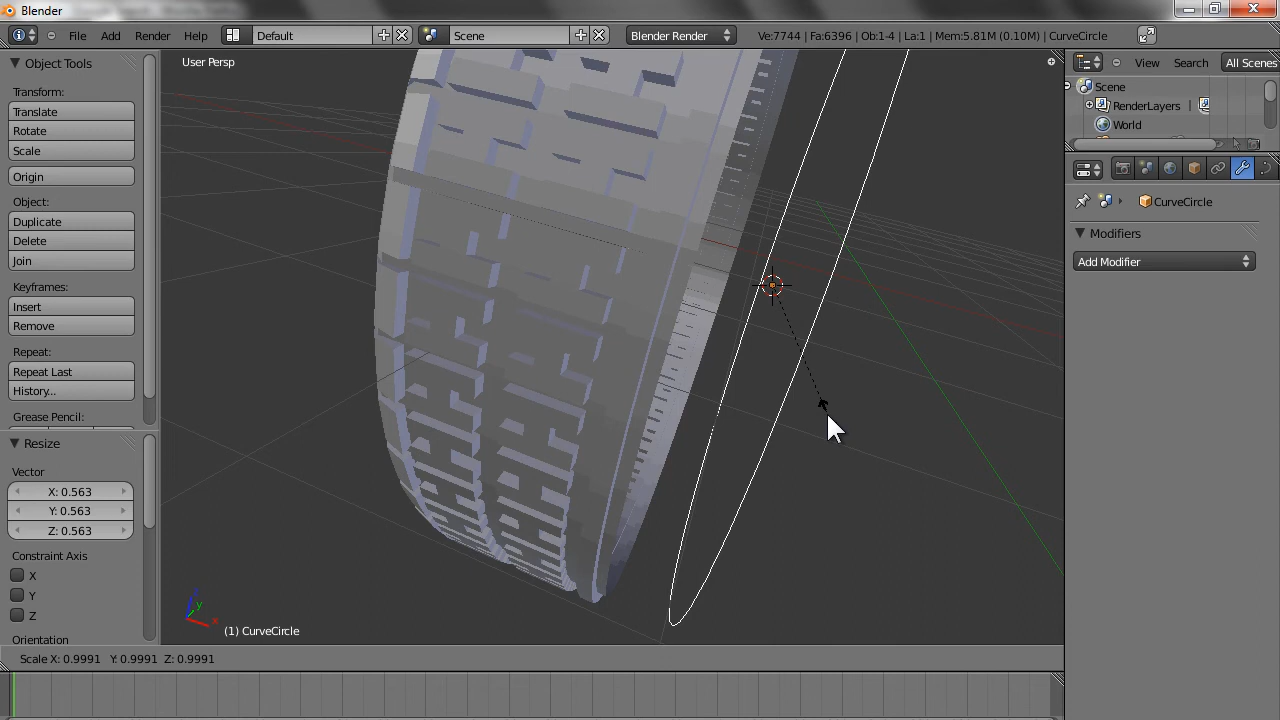 Blender
File Add Render Help Default Scene Blender Render Ve:7744 | Fa:6396 | Ob:1-4 | La:1 | Mem:5.81M (0.10M) | CurveCircle
Object Tools
Transform:
Translate
Rotate
Scale
Origin
Object:
Duplicate
Delete
Join
Keyframes:
Insert
Remove
Repeat:
Repeat Last
History...
Grease Pencil:
Resize
Vector
X: 0.563
Y: 0.563
Z: 0.563
Constraint Axis
X
Y
Z
Orientation
User Persp
z
y
x
(1) CurveCircle
Scale X: 0.9991 Y: 0.9991 Z: 0.9991
View Search All Scenes
Scene
RenderLayers |
World
CurveCircle
Modifiers
Add Modifier